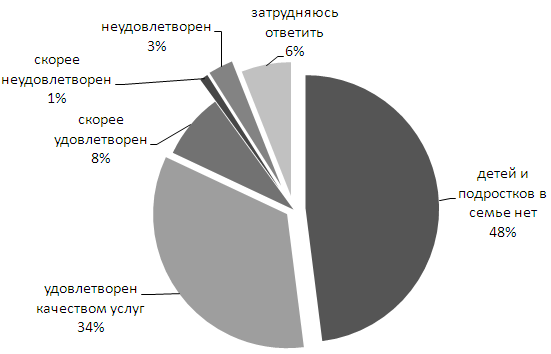 затрудняюсь
ответить
6%
неудовлетворен
3%
скорее
неудовлетворен
1%
скорее
удовлетворен
8%
детей и
подростков в
семье нет
48%
удовлетворен
качеством услуг
34%